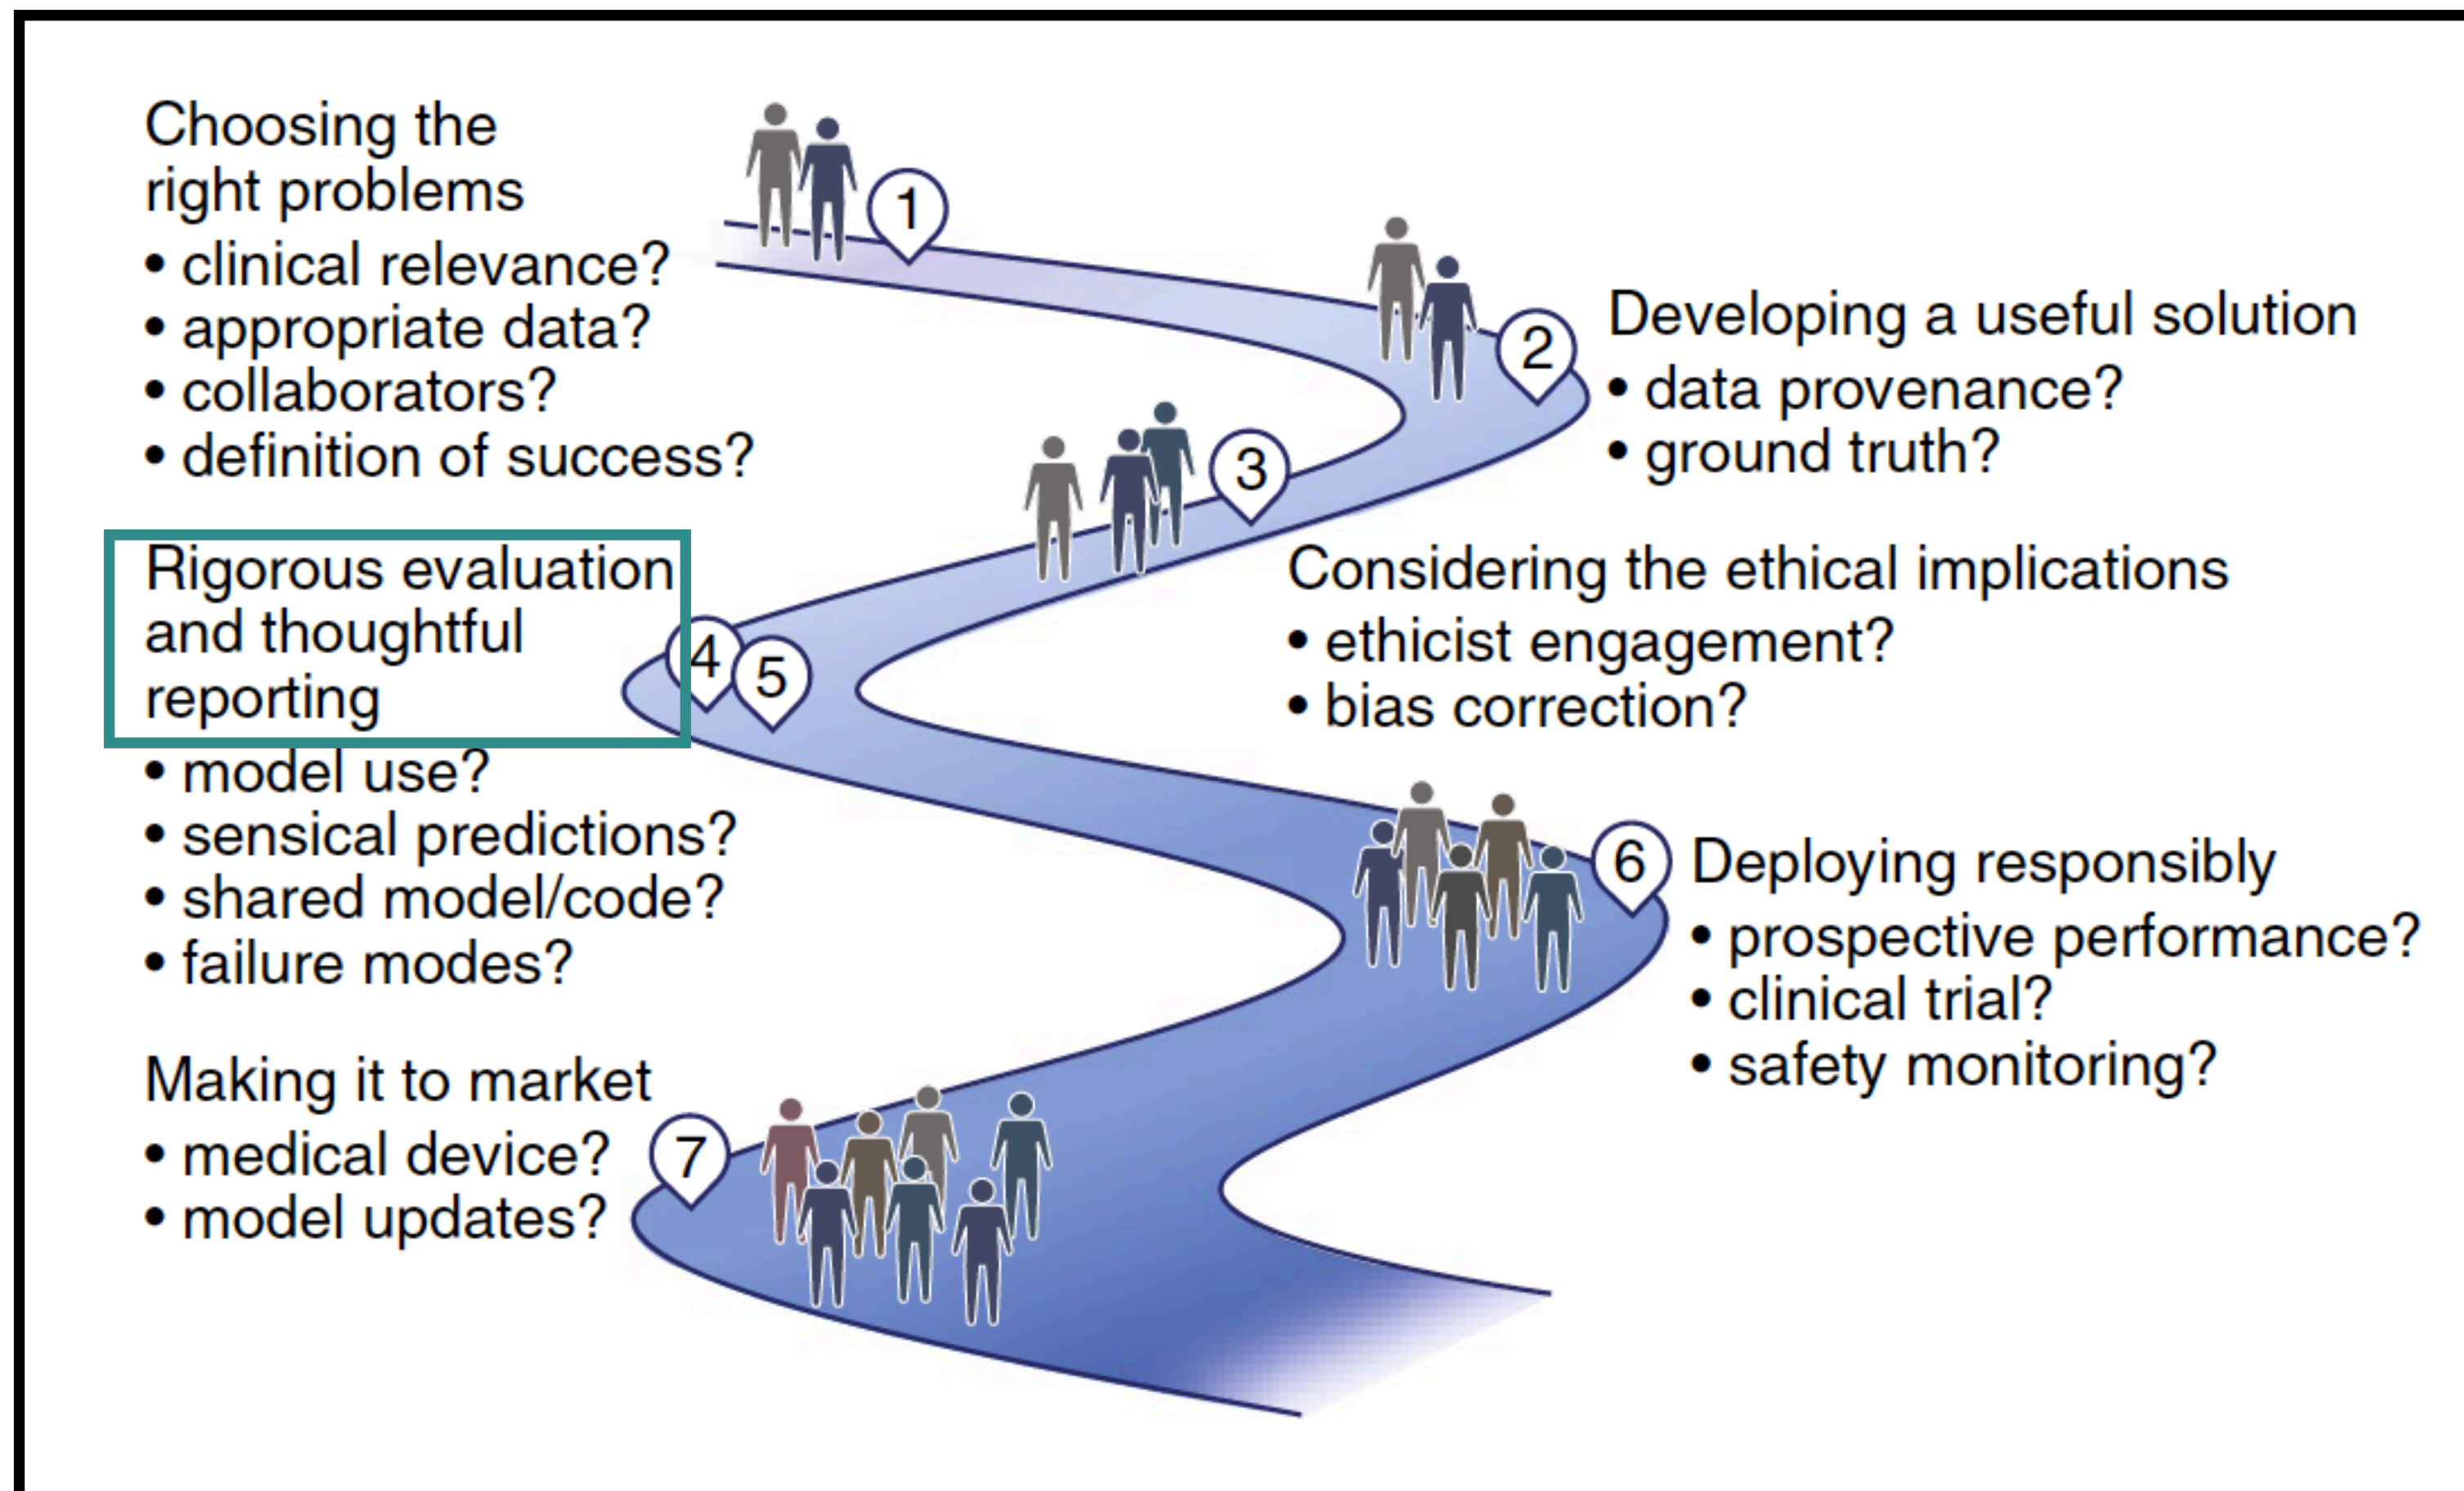 Choosing the
right problems
• clinical relevance?
• appropriate data?
• collaborators?
• definition of success?
1
2
Developing a useful solution
• data provenance?
• ground truth?
3
Considering the ethical implications
• ethicist engagement?
• bias correction?
Rigorous evaluation
and thoughtful
reporting
• model use?
• sensical predictions?
• shared model/code?
• failure modes?
4
5
6
Deploying responsibly
• prospective performance?
• clinical trial?
• safety monitoring?
Making it to market
• medical device?
• model updates?
7